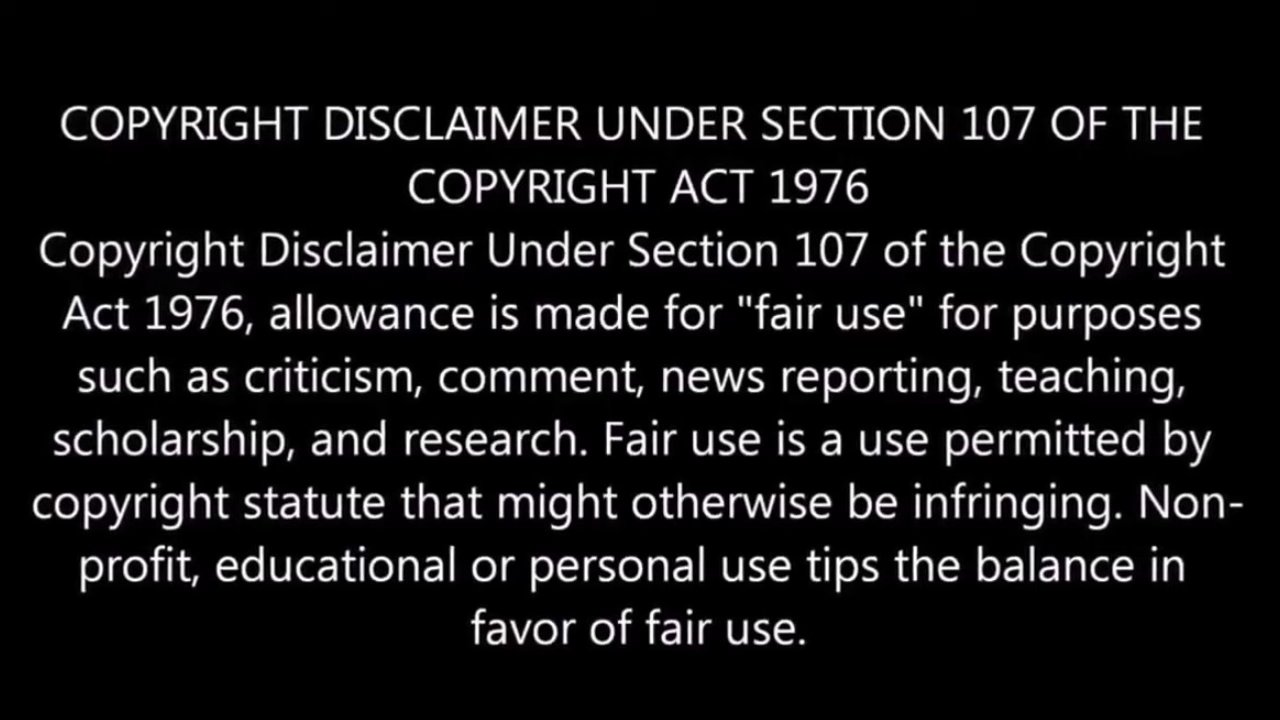 COPYRIGHT DISCLAIMER UNDER SECTION 107 OF THE
COPYRIGHT ACT 1976
Copyright Disclaimer Under Section 107 of the Copyright
Act 1976, allowance is made for "fair use" for purposes
such as criticism, comment, news reporting, teaching,
scholarship, and research. Fair use is a use permitted by
copyright statute that might otherwise be infringing. Non-
profit, educational or personal use tips the balance in
favor of fair use.